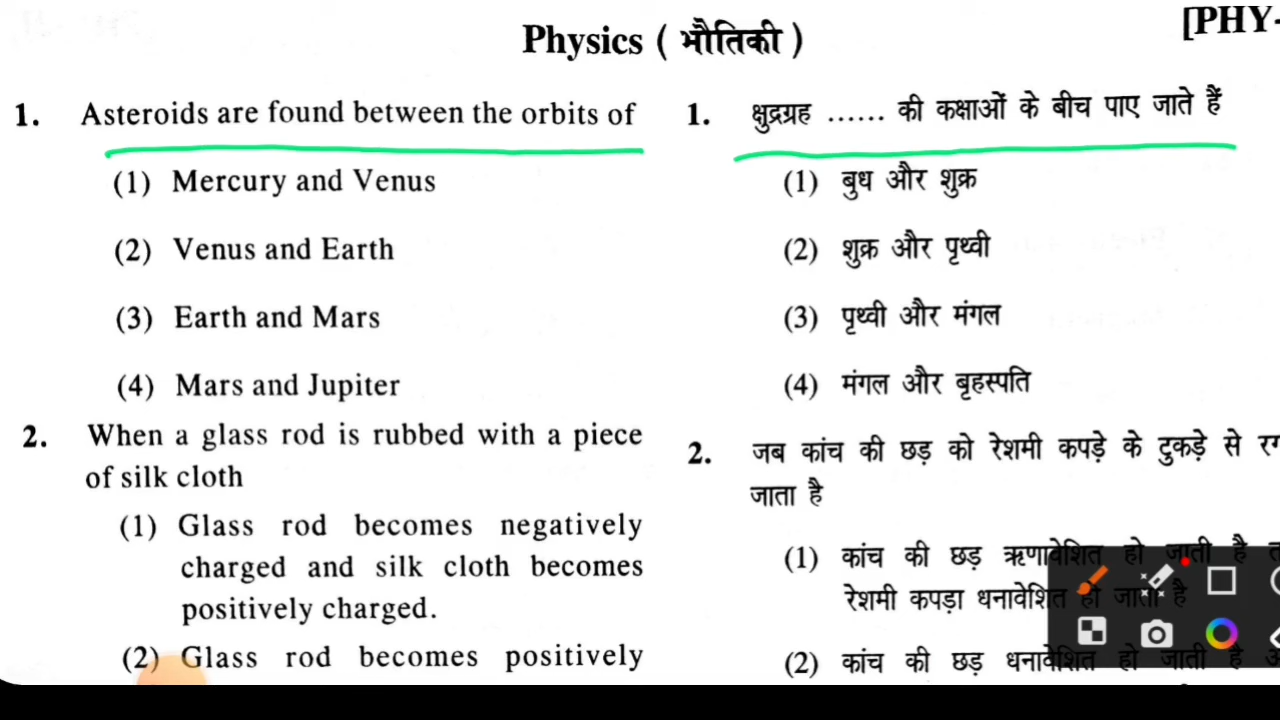 [PHY-
Physics ( भौतिकी )
1. Asteroids are found between the orbits of
(1) Mercury and Venus
(2) Venus and Earth
(3) Earth and Mars
(4) Mars and Jupiter
2. When a glass rod is rubbed with a piece
of silk cloth
(1) Glass rod becomes negatively
charged and silk cloth becomes
positively charged.
(2) Glass rod becomes positively
1. क्षुद्रग्रह ...... की कक्षाओं के बीच पाए जाते हैं
(1) बुध और शुक्र
(2) शुक्र और पृथ्वी
(3) पृथ्वी और मंगल
(4) मंगल और बृहस्पति
2. जब कांच की छड़ को रेशमी कपड़े के टुकड़े से
जाता है
(1) कांच की छड़ ऋणावेशित हो जाती है
रेशमी कपड़ा धनावेशित हो जाता है
(2) कांच की छड़ धनावेशित हो जाती है